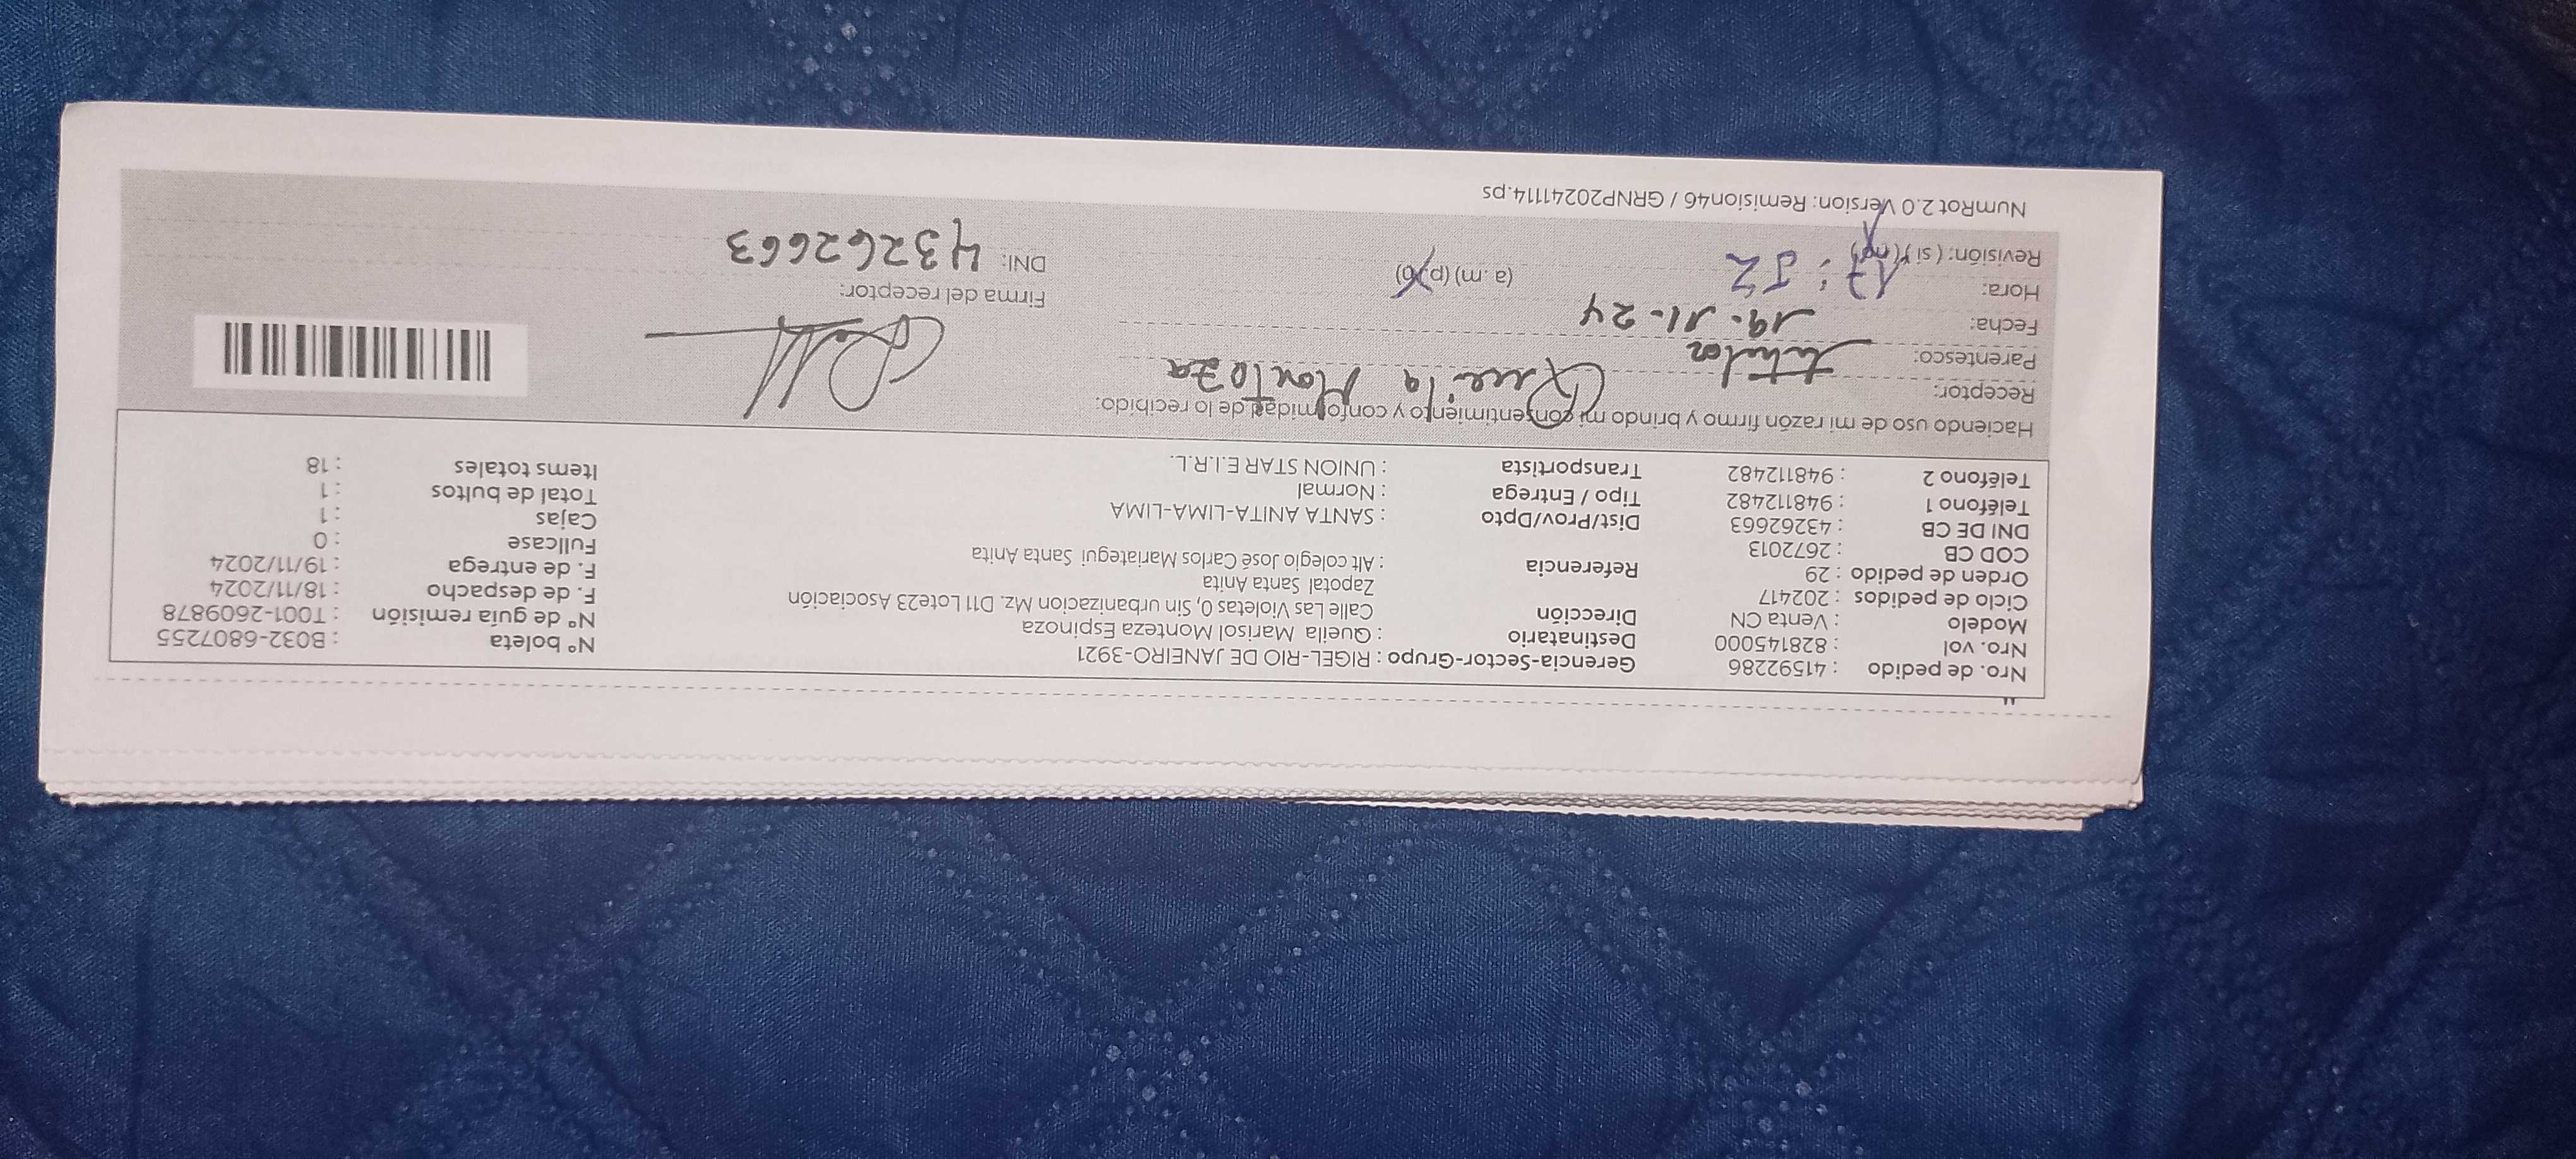 Nro. de pedido : 41592286 Gerencia-Sector-Grupo : RIGEL-RIO DE JANEIRO-3921 N° boleta : B032-6807255
Nro. vol : 828145000 Destinatario : Queila Marisol Monteza Espinoza N° de guía remisión : T001-2609878
Modelo : Venta CN Dirección Calle Las Violetas 0, Sin urbanizacion Mz. D11 Lote23 Asociación F. de despacho : 18/11/2024
Ciclo de pedidos : 202417 Zapotal Santa Anita F. de entrega : 19/11/2024
Orden de pedido : 29 Referencia : Alt colegio José Carlos Mariategui Santa Anita Fullcase : 0
COD CB : 2672013 Cajas : 1
DNI DE CB : 43262663 Dist/Prov/Dpto : SANTA ANITA-LIMA-LIMA Total de bultos : 1
Teléfono 1 : 948112482 Tipo / Entrega : Normal Items totales : 18
Teléfono 2 : 948112482 Transportista : UNION STAR E.I.R.L.
Haciendo uso de mi razón firmo y brindo mi consentimiento y conformidad de lo recibido:
Receptor: Queila Monteza
Parentesco: titular
Fecha: 19-11-24
Hora: 17:52 (a. m) (p. Firma del receptor:
Revisión: ( si ) ( no ) DNI: 43262663
NumRot 2.0 Version: Remision46 / GRNP20241114.ps